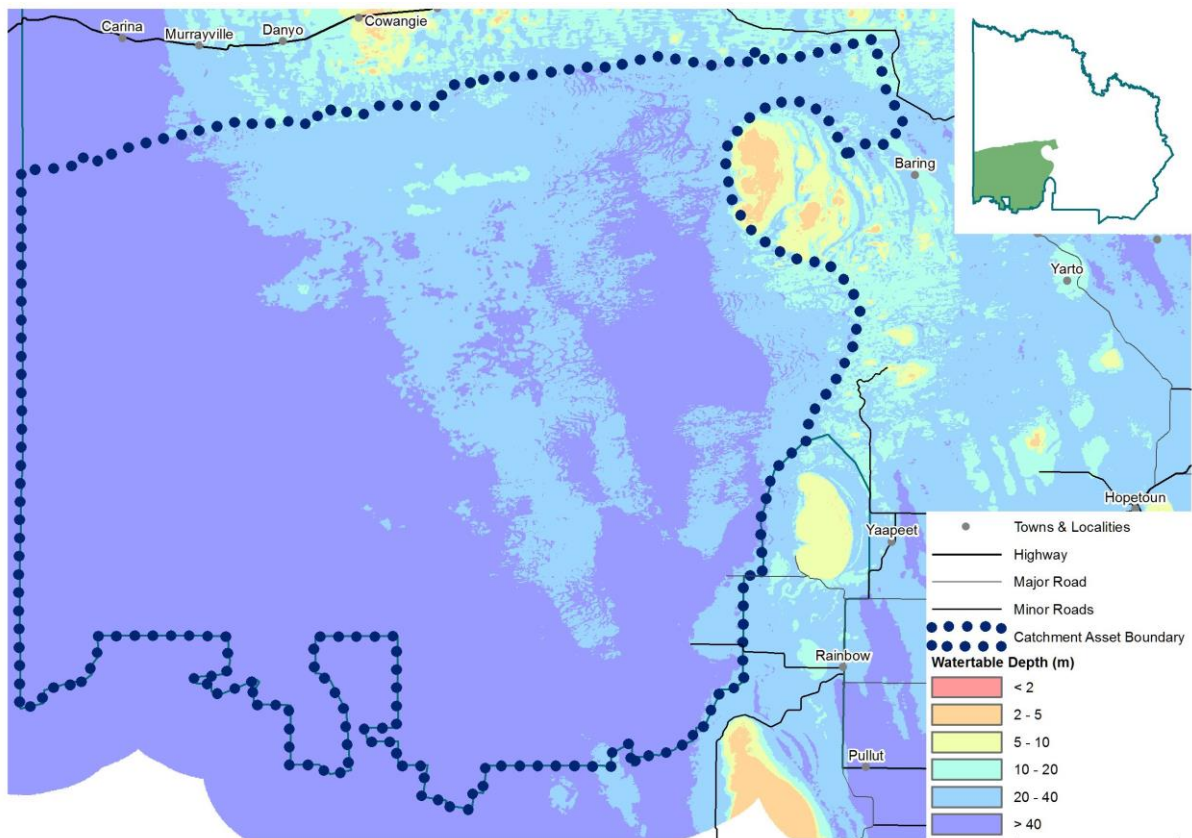 Carina
Murrayville
Danyo
Cowangie
Baring
Yarto
Hopetoun
Yaapeet
Rainbow
Pullut
Towns & Localities
Highway
Major Road
Minor Roads
Catchment Asset Boundary
Watertable Depth (m)
< 2
2 - 5
5 - 10
10 - 20
20 - 40
> 40